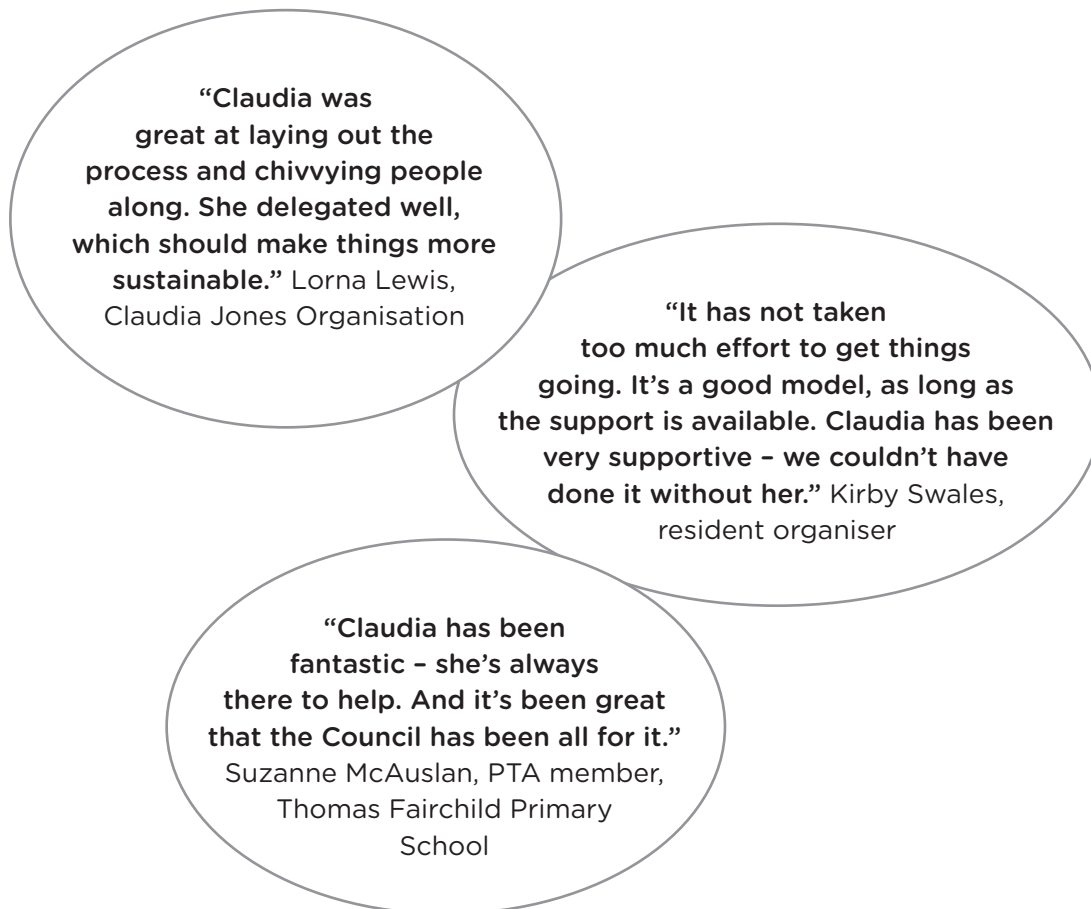 “Claudia was
great at laying out the
process and chivvying people
along. She delegated well,
which should make things more
sustainable.” Lorna Lewis,
Claudia Jones Organisation
“It has not taken
too much effort to get things
going. It’s a good model, as long as
the support is available. Claudia has been
very supportive – we couldn’t have
done it without her.” Kirby Swales,
resident organiser
“Claudia has been
fantastic – she’s always
there to help. And it’s been great
that the Council has been all for it.”
Suzanne McAuslan, PTA member,
Thomas Fairchild Primary
School